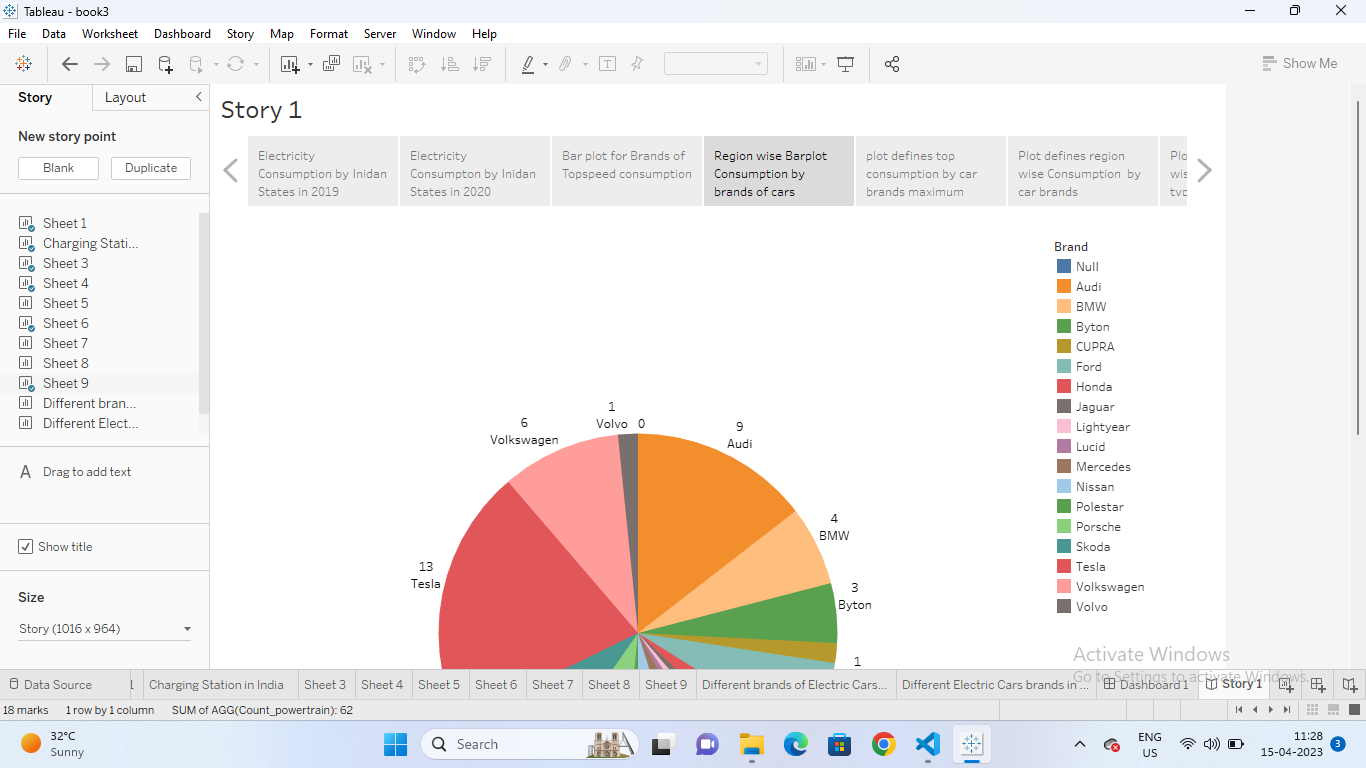 Tableau - book3
File Data Worksheet Dashboard Story Map Format Server Window Help
Show Me
Story Layout
New story point
Blank Duplicate
Sheet 1
Charging Stati...
Sheet 3
Sheet 4
Sheet 5
Sheet 6
Sheet 7
Sheet 8
Sheet 9
Different bran...
Different Elect...
A Drag to add text
Show title
Size
Story (1016 x 964)
Story 1
Electricity
Consumption by Inidan
States in 2019
Electricity
Consumpton by Inidan
States in 2020
Bar plot for Brands of
Topspeed consumption
Region wise Barplot
Consumption by
brands of cars
plot defines top
consumption by car
brands maximum
Plot defines region
wise Consumption by
car brands
Plo
wis
Brand
Null
Audi
BMW
Byton
CUPRA
Ford
Honda
Jaguar
Lightyear
Lucid
Mercedes
Nissan
Polestar
Porsche
Skoda
Tesla
Volkswagen
Volvo
1
Volvo 0
6
Volkswagen
9
Audi
4
BMW
13
Tesla
3
Byton
1
Activate Windows
Go to Settings to activate Windows.
Data Source 1 Charging Station in India Sheet 3 Sheet 4 Sheet 5 Sheet 6 Sheet 7 Sheet 8 Sheet 9 Different brands of Electric Cars... Different Electric Cars brands in ... Dashboard 1 Story 1
18 marks 1 row by 1 column SUM of AGG(Count_powertrain): 62
32°C
Sunny
Search
ENG
US
11:28
15-04-2023
3